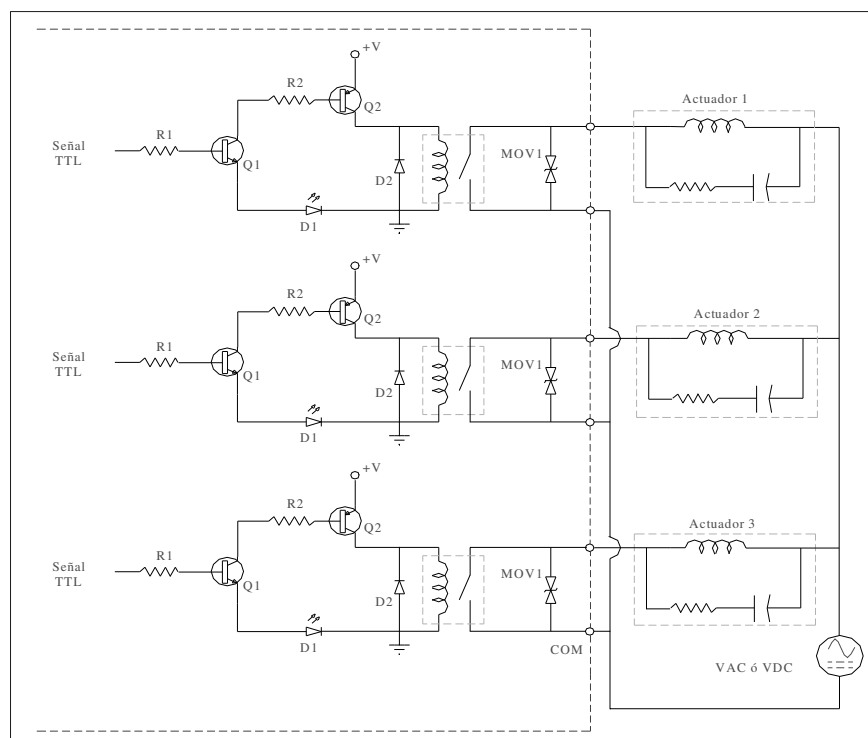 +V
R2
Q2
R1
Señal
TTL
Q1
D2
D1
MOV1
Actuador 1
+V
R2
Q2
R1
Señal
TTL
Q1
D2
D1
MOV1
Actuador 2
+V
R2
Q2
R1
Señal
TTL
Q1
D2
D1
MOV1
Actuador 3
COM
VAC ó VDC